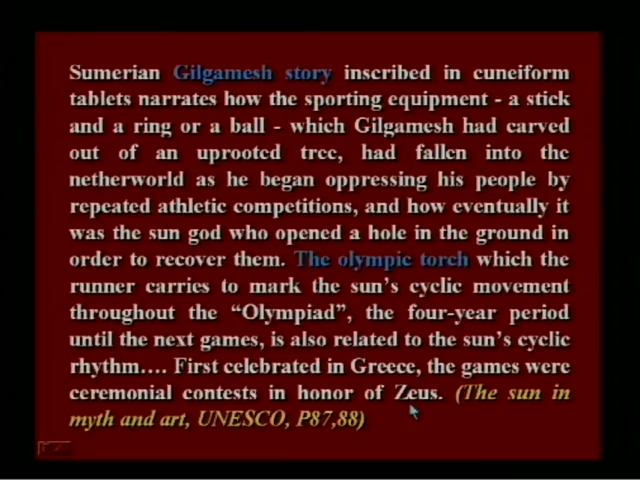 Sumerian Gilgamesh story inscribed in cuneiform
tablets narrates how the sporting equipment - a stick
and a ring or a ball - which Gilgamesh had carved
out of an uprooted tree, had fallen into the
netherworld as he began oppressing his people by
repeated athletic competitions, and how eventually it
was the sun god who opened a hole in the ground in
order to recover them. The olympic torch which the
runner carries to mark the sun's cyclic movement
throughout the “Olympiad”, the four-year period
until the next games, is also related to the sun's cyclic
rhythm…. First celebrated in Greece, the games were
ceremonial contests in honor of Zeus. (The sun in
myth and art, UNESCO, P87,88)